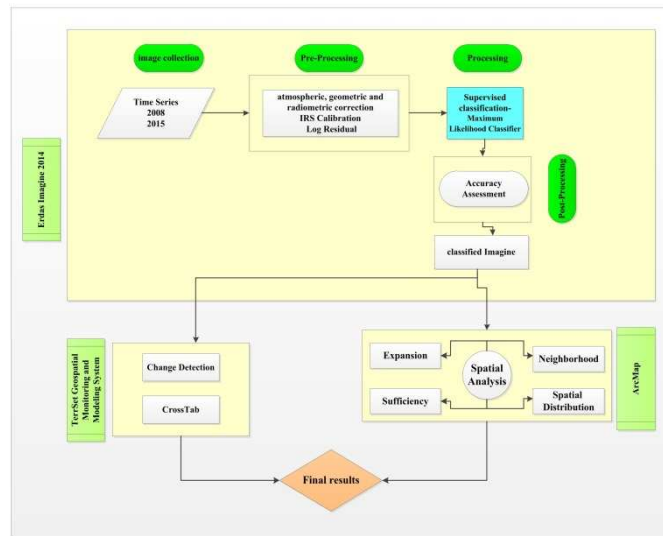 image collection
Pre-Processing
Processing
Time Series
2008
2015
atmospheric, geometric and
radiometric correction
IRS Calibration
Log Residual
Supervised
classification-
Maximum
Likelihood Classifier
Erdas Imagine 2014
Accuracy
Assessment
Post-Processing
classified Imagine
TerrSet Geospatial
Monitoring and
Modeling System
Change Detection
CrossTab
Expansion
Neighborhood
Spatial
Analysis
Sufficiency
Spatial
Distribution
ArcMap
Final results